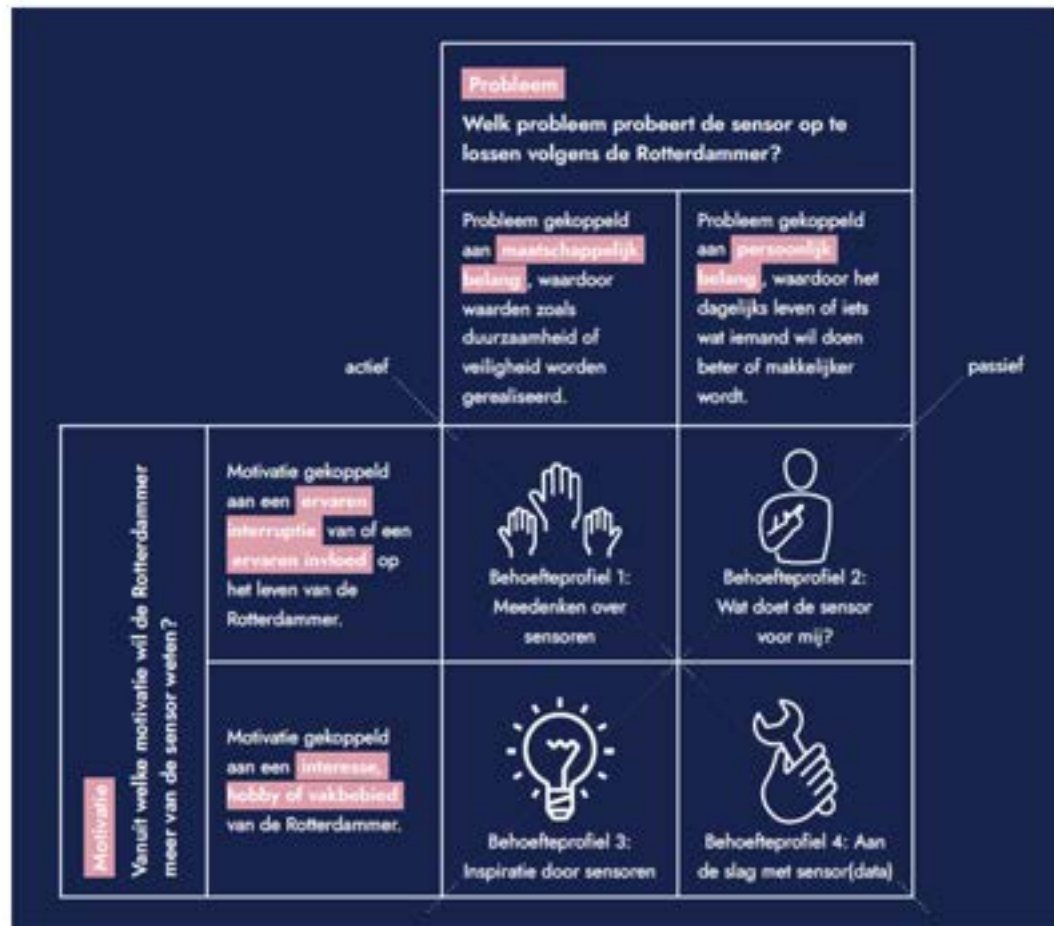 Probleem
Welk probleem probeert de sensor op te
lossen volgens de Rotterdammer?
Probleem gekoppeld
aan maatschappelijk
belang, waardoor
waarden zoals
duurzaamheid of
veiligheid worden
gerealiseerd.
Probleem gekoppeld
aan persoonlijk
belang, waardoor het
dagelijks leven of iets
wat iemand wil doen
beter of makkelijker
wordt.
actief
passief
Motivatie
Vanuit welke motivatie wil de Rotterdammer
meer van de sensor weten?
Motivatie gekoppeld
aan een ervaren
interruptie van of een
ervaren invloed op
het leven van de
Rotterdammer.
Behoefteprofiel 1:
Meedenken over
sensoren
Behoefteprofiel 2:
Wat doet de sensor
voor mij?
Motivatie gekoppeld
aan een interesse,
hobby of vakbebied
van de Rotterdammer.
Behoefteprofiel 3:
Inspiratie door sensoren
Behoefteprofiel 4: Aan
de slag met sensor(data)